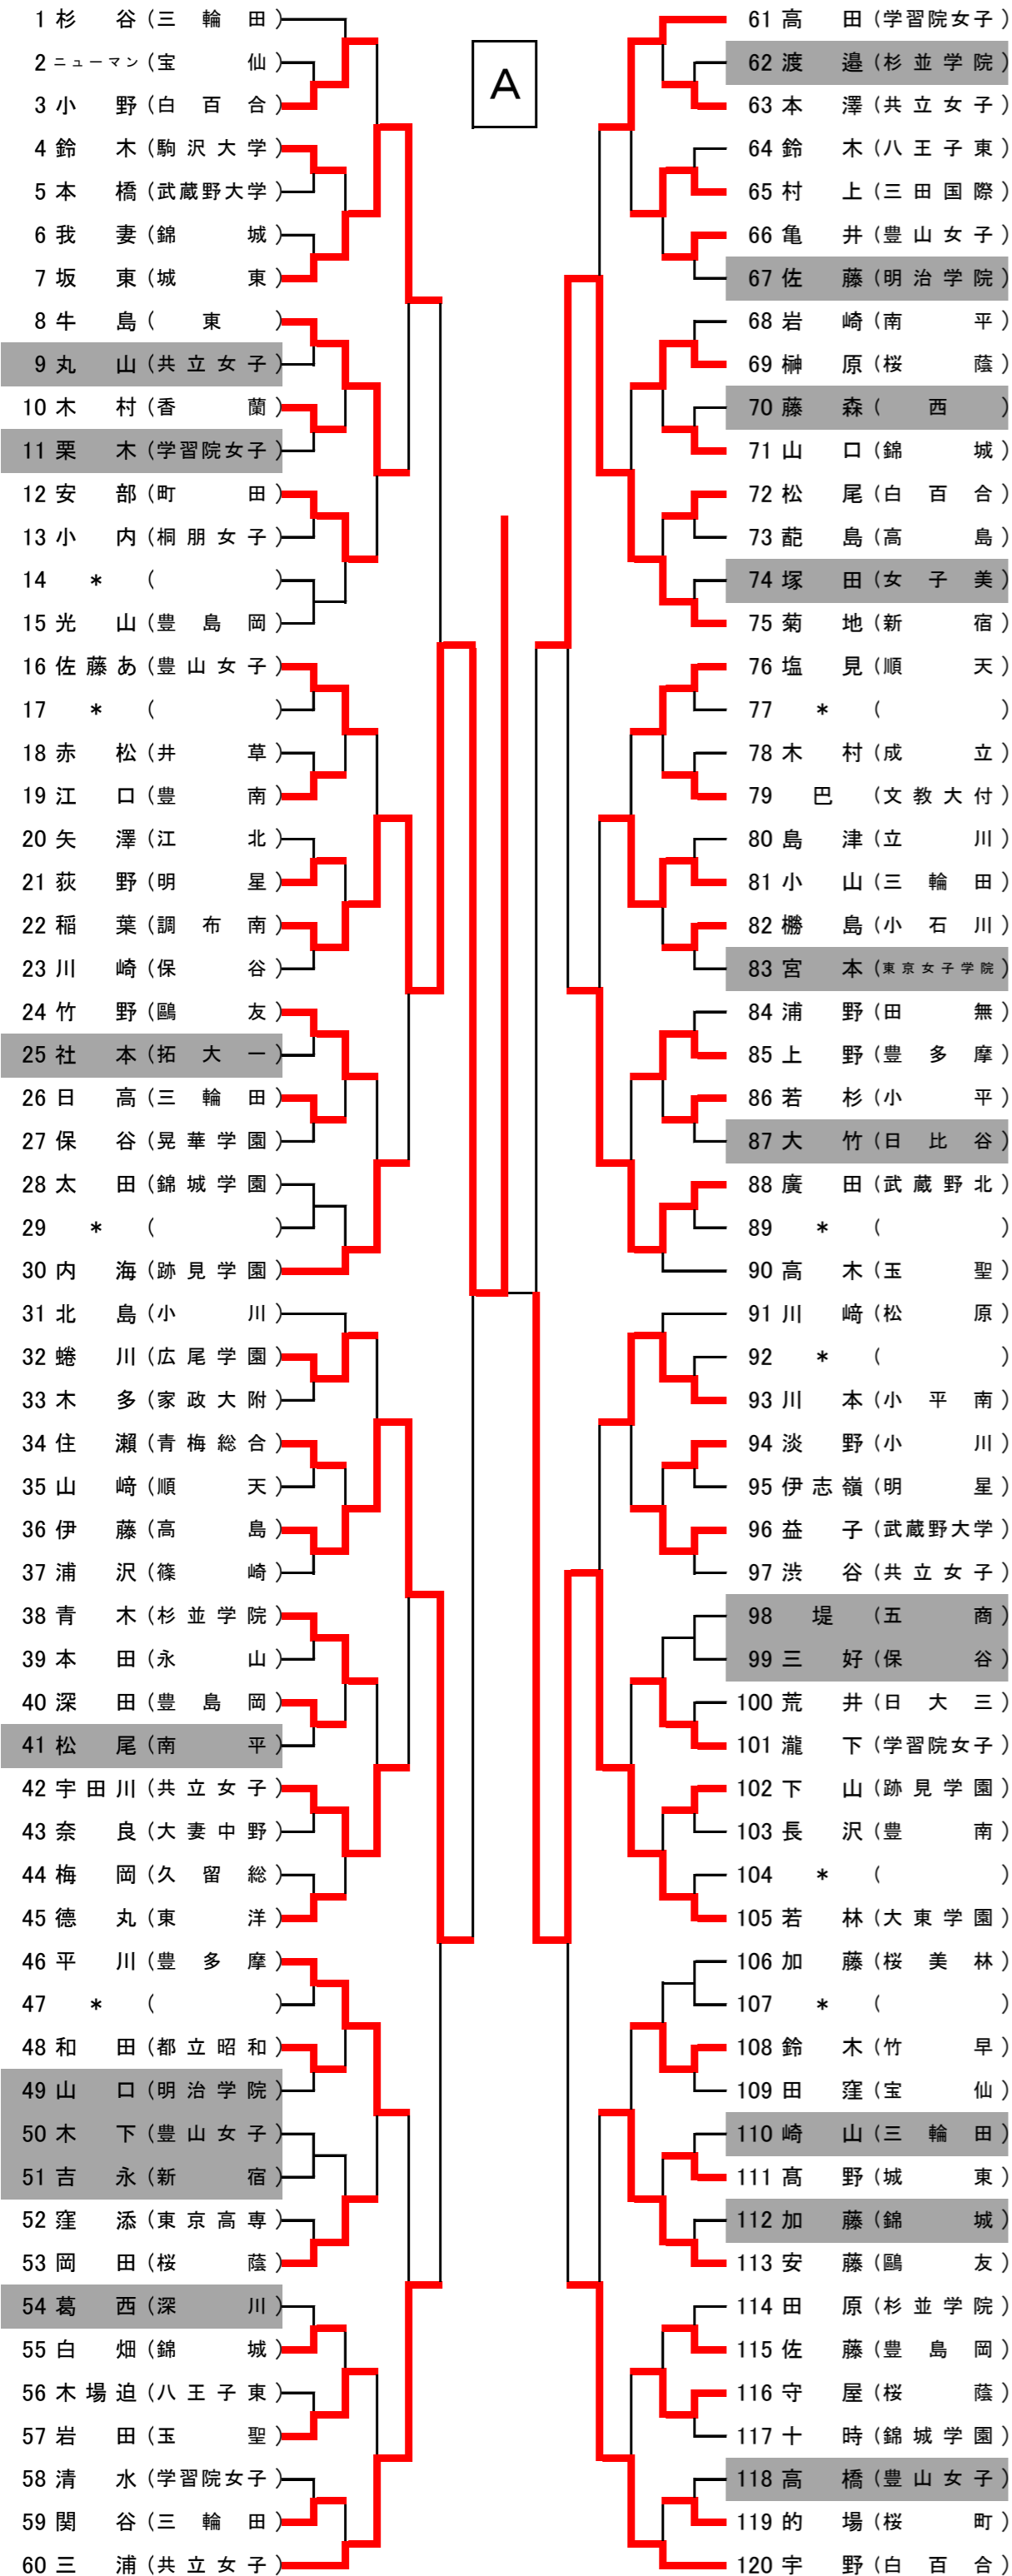 A
1 杉谷 (三輪田)
2 ニューマン (宝仙)
3 小野 (白百合)
4 鈴木 (駒沢大学)
5 本橋 (武蔵野大学)
6 我妻 (錦城)
7 坂東 (城東)
8 牛島 (東)
9 丸山 (共立女子)
10 木村 (香蘭)
11 栗木 (学習院女子)
12 安部 (町田)
13 小内 (桐朋女子)
14 * ( )
15 光山 (豊島岡)
16 佐藤あ (豊山女子)
17 * ( )
18 赤松 (井草)
19 江口 (豊南)
20 矢澤 (江北)
21 荻野 (明星)
22 稲葉 (調布南)
23 川崎 (保谷)
24 竹野 (鷗友)
25 社本 (拓大一)
26 日高 (三輪田)
27 保谷 (晃華学園)
28 太田 (錦城学園)
29 * ( )
30 内海 (跡見学園)
31 北島 (小川)
32 蜷川 (広尾学園)
33 木多 (家政大附)
34 住瀬 (青梅総合)
35 山﨑 (順天)
36 伊藤 (高島)
37 浦沢 (篠崎)
38 青木 (杉並学院)
39 本田 (永山)
40 深田 (豊島岡)
41 松尾 (南平)
42 宇田川 (共立女子)
43 奈良 (大妻中野)
44 梅岡 (久留総)
45 德丸 (東洋)
46 平川 (豊多摩)
47 * ( )
48 和田 (都立昭和)
49 山口 (明治学院)
50 木下 (豊山女子)
51 吉永 (新宿)
52 窪添 (東京高専)
53 岡田 (桜蔭)
54 葛西 (深川)
55 白畑 (錦城)
56 木場迫 (八王子東)
57 岩田 (玉聖)
58 清水 (学習院女子)
59 関谷 (三輪田)
60 三浦 (共立女子)
61 高田 (学習院女子)
62 渡邉 (杉並学院)
63 本澤 (共立女子)
64 鈴木 (八王子東)
65 村上 (三田国際)
66 亀井 (豊山女子)
67 佐藤 (明治学院)
68 岩崎 (南平)
69 榊原 (桜蔭)
70 藤森 (西)
71 山口 (錦城)
72 松尾 (白百合)
73 蓜島 (高島)
74 塚田 (女子美)
75 菊地 (新宿)
76 塩見 (順天)
77 * ( )
78 木村 (成立)
79 巴 (文教大付)
80 島津 (立川)
81 小山 (三輪田)
82 橳島 (小石川)
83 宮本 (東京女子学院)
84 浦野 (田無)
85 上野 (豊多摩)
86 若杉 (小平)
87 大竹 (日比谷)
88 廣田 (武蔵野北)
89 * ( )
90 高木 (玉聖)
91 川﨑 (松原)
92 * ( )
93 川本 (小平南)
94 淡野 (小川)
95 伊志嶺 (明星)
96 益子 (武蔵野大学)
97 渋谷 (共立女子)
98 堤 (五商)
99 三好 (保谷)
100 荒井 (日大三)
101 瀧下 (学習院女子)
102 下山 (跡見学園)
103 長沢 (豊南)
104 * ( )
105 若林 (大東学園)
106 加藤 (桜美林)
107 * ( )
108 鈴木 (竹早)
109 田窪 (宝仙)
110 崎山 (三輪田)
111 髙野 (城東)
112 加藤 (錦城)
113 安藤 (鷗友)
114 田原 (杉並学院)
115 佐藤 (豊島岡)
116 守屋 (桜蔭)
117 十時 (錦城学園)
118 高橋 (豊山女子)
119 的場 (桜町)
120 宇野 (白百合)